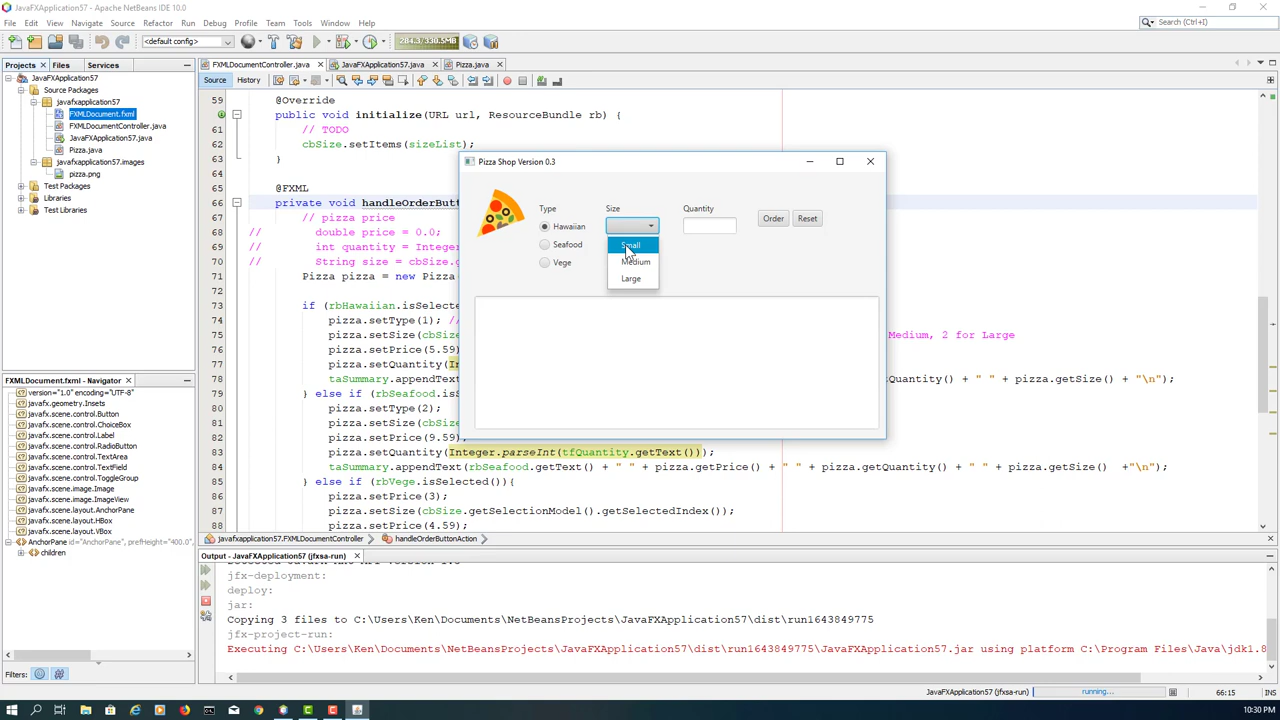 JavaFXApplication57 - Apache NetBeans IDE 10.0
File Edit View Navigate Source Refactor Run Debug Profile Team Tools Window Help
Search (Ctrl+I)
<default config>
284.3/330.5MB
Projects Files Services
FXMLDocumentController.java JavaFXApplication57.java Pizza.java
Source History
JavaFXApplication57
Source Packages
javafxapplication57
FXMLDocument.fxml
FXMLDocumentController.java
JavaFXApplication57.java
Pizza.java
javafxapplication57.images
pizza.png
Test Packages
Libraries
Test Libraries
59 @Override
public void initialize(URL url, ResourceBundle rb) {
61 // TODO
62 cbSize.setItems(sizeList);
63 }
64
65 @FXML
66 private void handleOrderButt
67 // pizza price
68 // double price = 0.0;
69 // int quantity = Integer
70 // String size = cbSize.g
71 Pizza pizza = new Pizza
72
73 if (rbHawaiian.isSelecte
74 pizza.setType(1); //
75 pizza.setSize(cbSize Medium, 2 for Large
76 pizza.setPrice(5.59)
77 pizza.setQuantity(In
78 taSummary.appendText Quantity() + " " + pizza.getSize() + "\n");
79 } else if (rbSeafood.is
80 pizza.setType(2);
81 pizza.setSize(cbSize
82 pizza.setPrice(9.59);
83 pizza.setQuantity(Integer.parseInt(tfQuantity.getText()));
84 taSummary.appendText(rbSeafood.getText() + " " + pizza.getPrice() + " " + pizza.getQuantity() + " " + pizza.getSize() +"\n");
85 } else if (rbVege.isSelected()){
86 pizza.setPrice(3);
87 pizza.setSize(cbSize.getSelectionModel().getSelectedIndex());
88 pizza.setPrice(4.59);
Pizza Shop Version 0.3
Type Size Quantity
Hawaiian
Seafood
Vege
Small
Medium
Large
Order Reset
javafxapplication57.FXMLDocumentController handleOrderButtonAction
FXMLDocument.fxml - Navigator
version="1.0" encoding="UTF-8"
javafx.geometry.Insets
javafx.scene.control.Button
javafx.scene.control.ChoiceBox
javafx.scene.control.Label
javafx.scene.control.RadioButton
javafx.scene.control.TextArea
javafx.scene.control.TextField
javafx.scene.control.ToggleGroup
javafx.scene.image.Image
javafx.scene.image.ImageView
javafx.scene.layout.AnchorPane
javafx.scene.layout.HBox
javafx.scene.layout.VBox
AnchorPane id="AnchorPane", prefHeight="400.0",
children
Filters:
Output - JavaFXApplication57 (jfxsa-run)
jfx-deployment:
deploy:
jar:
Copying 3 files to C:\Users\Ken\Documents\NetBeansProjects\JavaFXApplication57\dist\run1643849775
jfx-project-run:
Executing C:\Users\Ken\Documents\NetBeansProjects\JavaFXApplication57\dist\run1643849775\JavaFXApplication57.jar using platform C:\Program Files\Java\jdk1.8
JavaFXApplication57 (jfxsa-run) running... 66:15 INS
10:30 PM